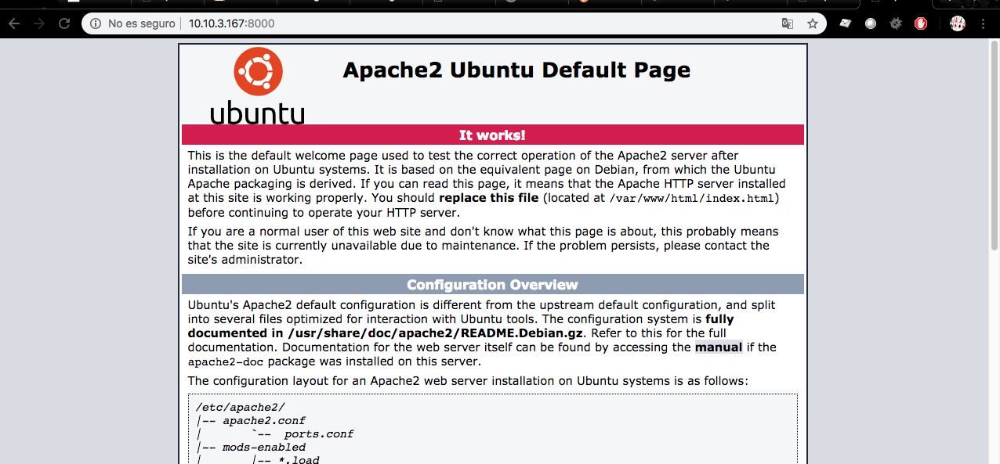 No es seguro | 10.10.3.167:8000
ubuntu
Apache2 Ubuntu Default Page
It works!
This is the default welcome page used to test the correct operation of the Apache2 server after
installation on Ubuntu systems. It is based on the equivalent page on Debian, from which the Ubuntu
Apache packaging is derived. If you can read this page, it means that the Apache HTTP server installed
at this site is working properly. You should replace this file (located at /var/www/html/index.html)
before continuing to operate your HTTP server.
If you are a normal user of this web site and don't know what this page is about, this probably means
that the site is currently unavailable due to maintenance. If the problem persists, please contact the
site's administrator.
Configuration Overview
Ubuntu's Apache2 default configuration is different from the upstream default configuration, and split
into several files optimized for interaction with Ubuntu tools. The configuration system is fully
documented in /usr/share/doc/apache2/README.Debian.gz. Refer to this for the full
documentation. Documentation for the web server itself can be found by accessing the manual if the
apache2-doc package was installed on this server.
The configuration layout for an Apache2 web server installation on Ubuntu systems is as follows:
/etc/apache2/
|-- apache2.conf
|       `--  ports.conf
|-- mods-enabled
|       |-- *.load